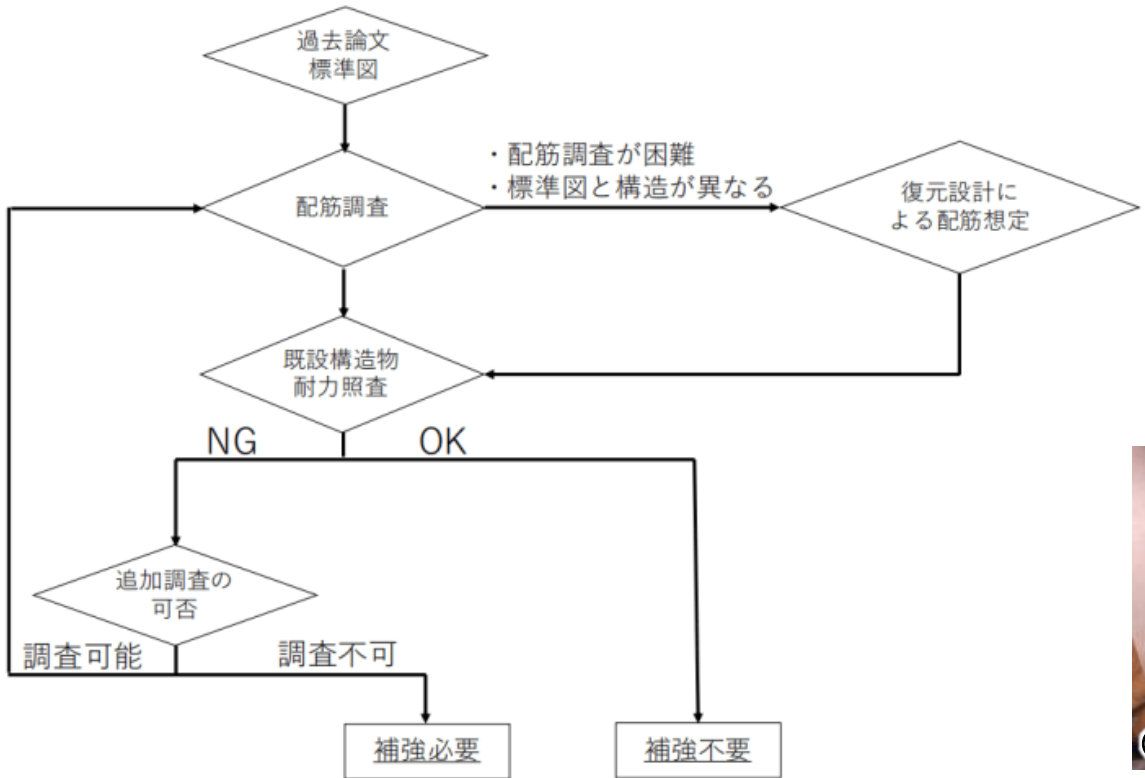 過去論文
標準図
・配筋調査が困難
・標準図と構造が異なる
配筋調査
復元設計に
よる配筋想定
既設構造物
耐力照査
NG
OK
追加調査の
可否
調査可能
調査不可
補強必要
補強不要